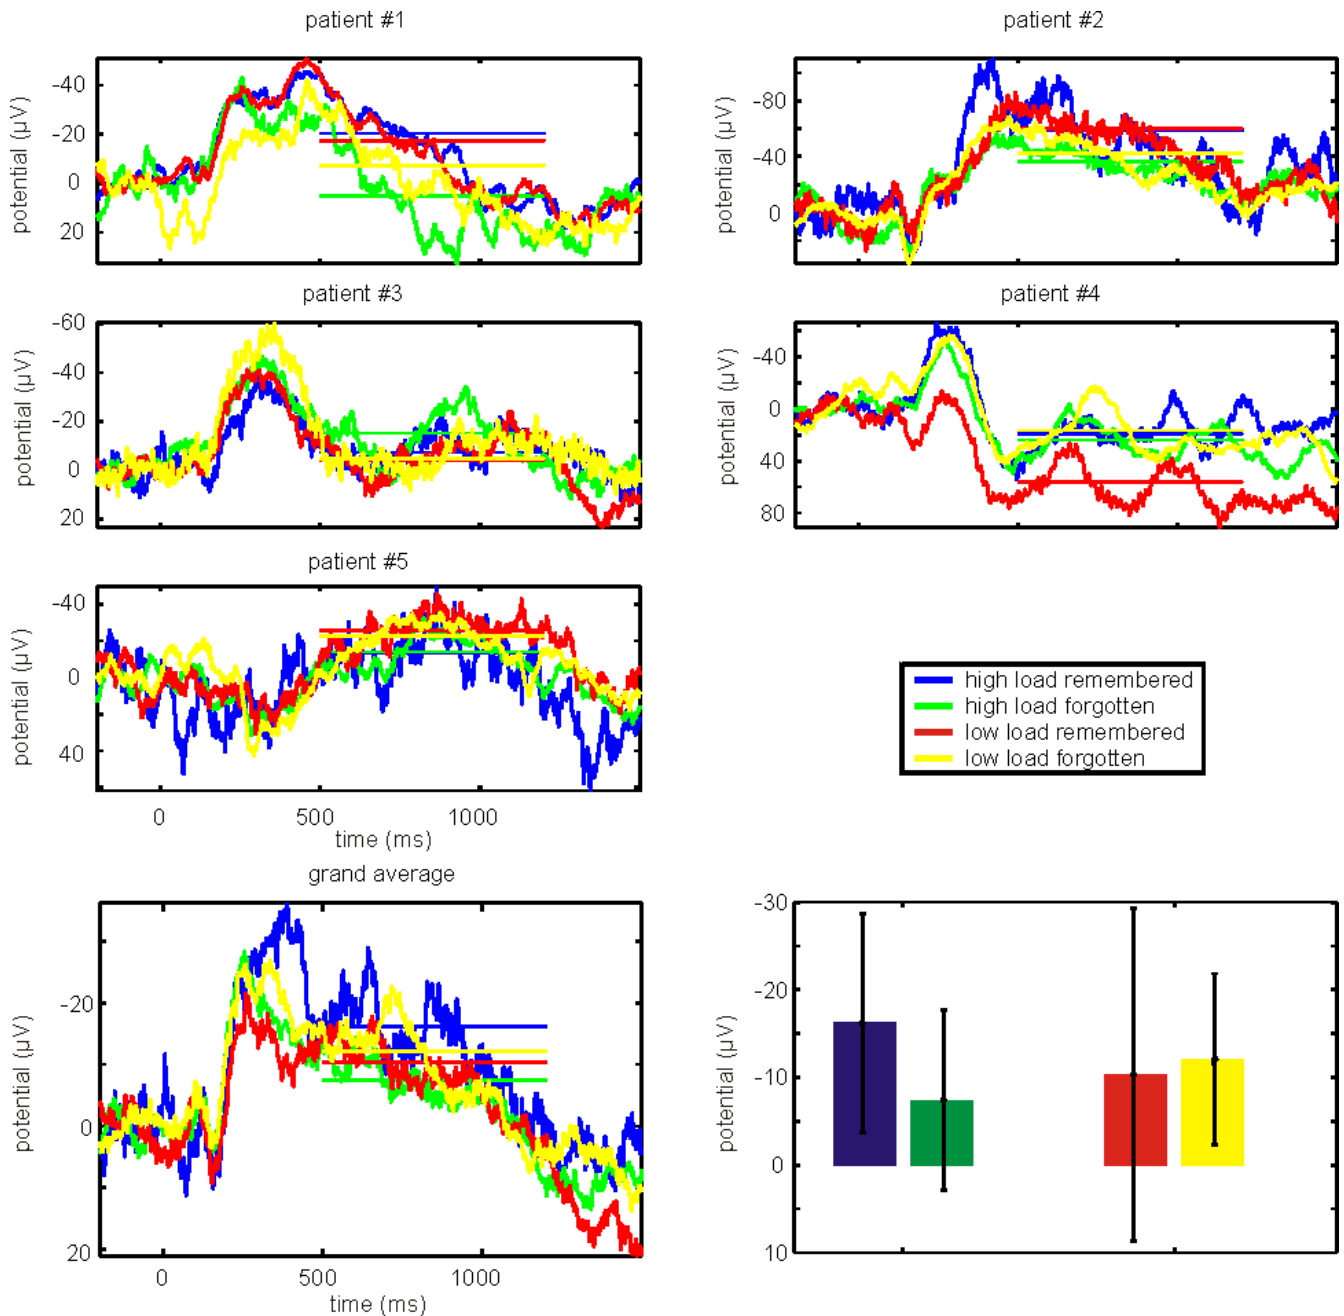 patient #1
patient #2
potential (µV)
-40
-20
0
20
potential (µV)
-80
-40
0
patient #3
patient #4
potential (µV)
-60
-40
-20
0
20
potential (µV)
-40
0
40
80
patient #5
potential (µV)
-40
0
40
0
500
1000
time (ms)
high load remembered
high load forgotten
low load remembered
low load forgotten
grand average
potential (µV)
-20
0
20
0
500
1000
time (ms)
potential (µV)
-30
-20
-10
0
10